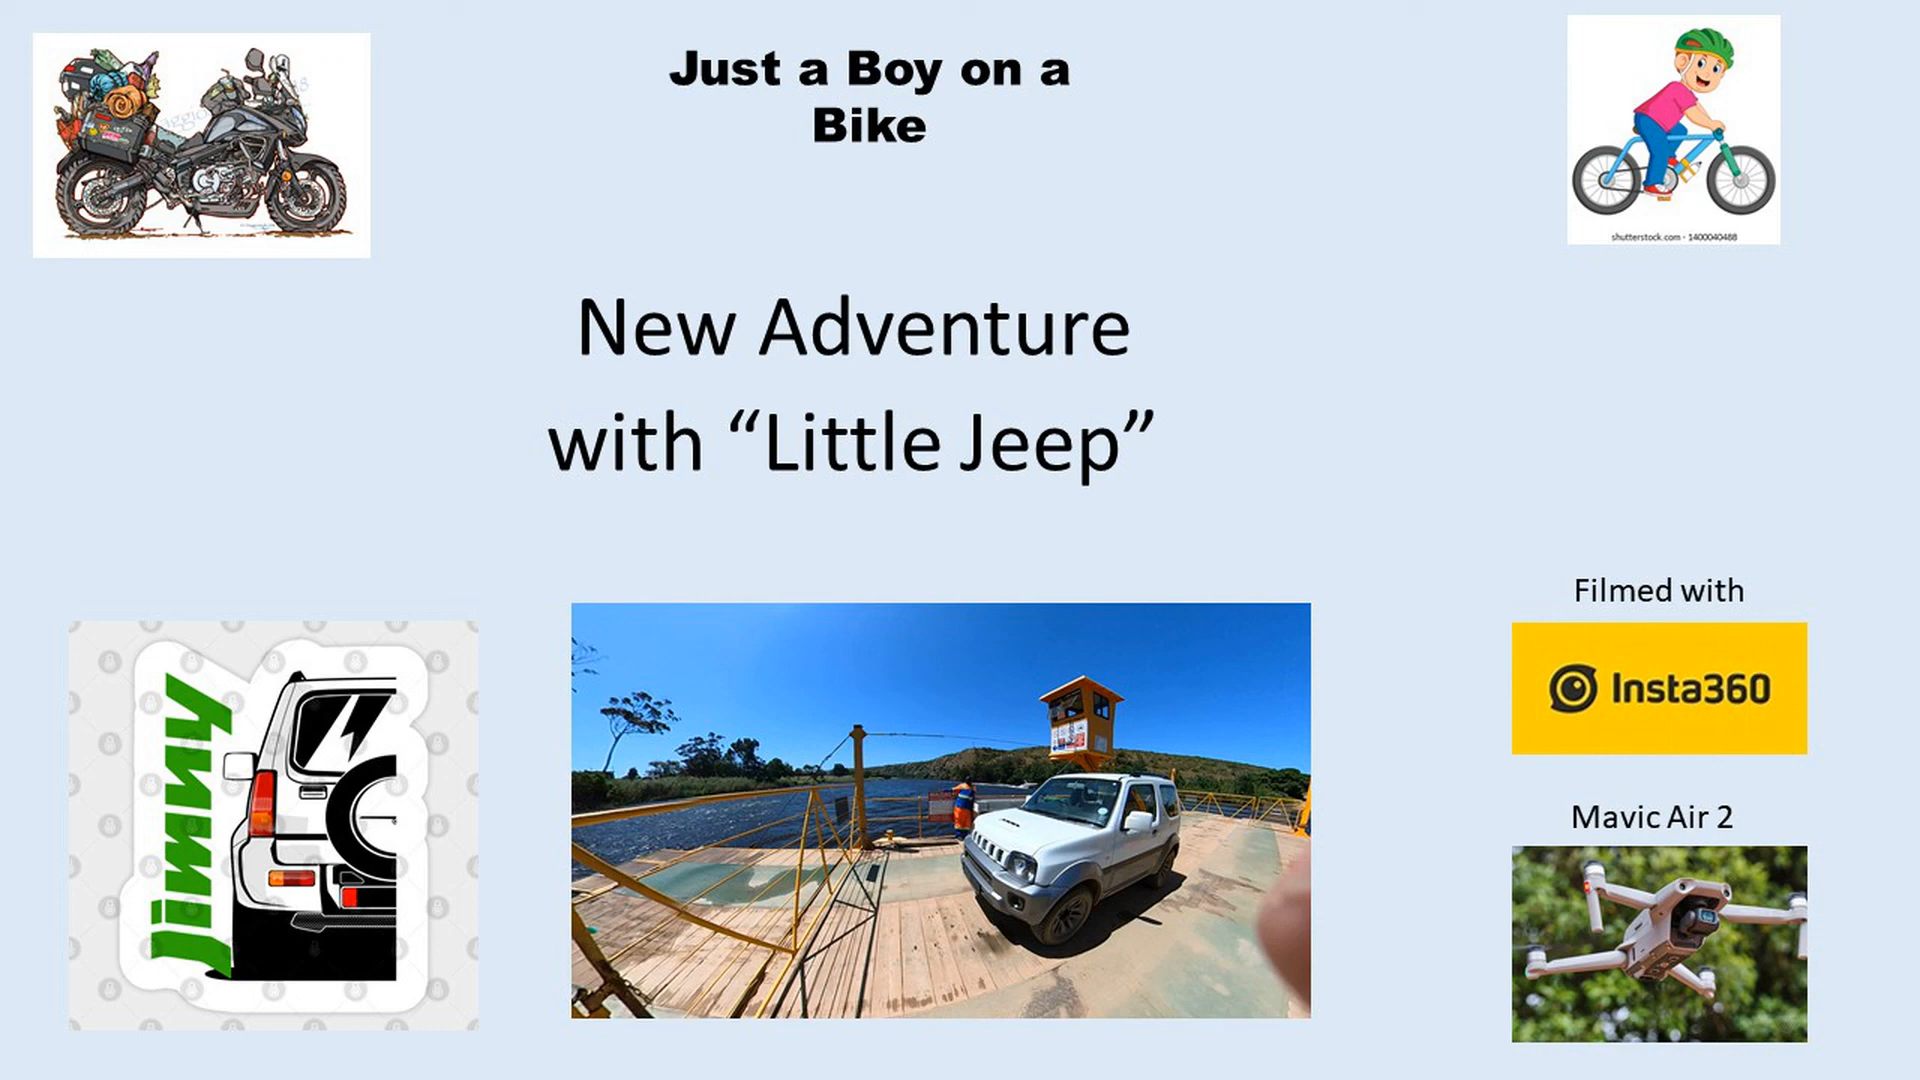 Just a Boy on a
Bike
shutterstock.com · 1400040488
New Adventure
with “Little Jeep”
Filmed with
Insta360
Jimny
Mavic Air 2